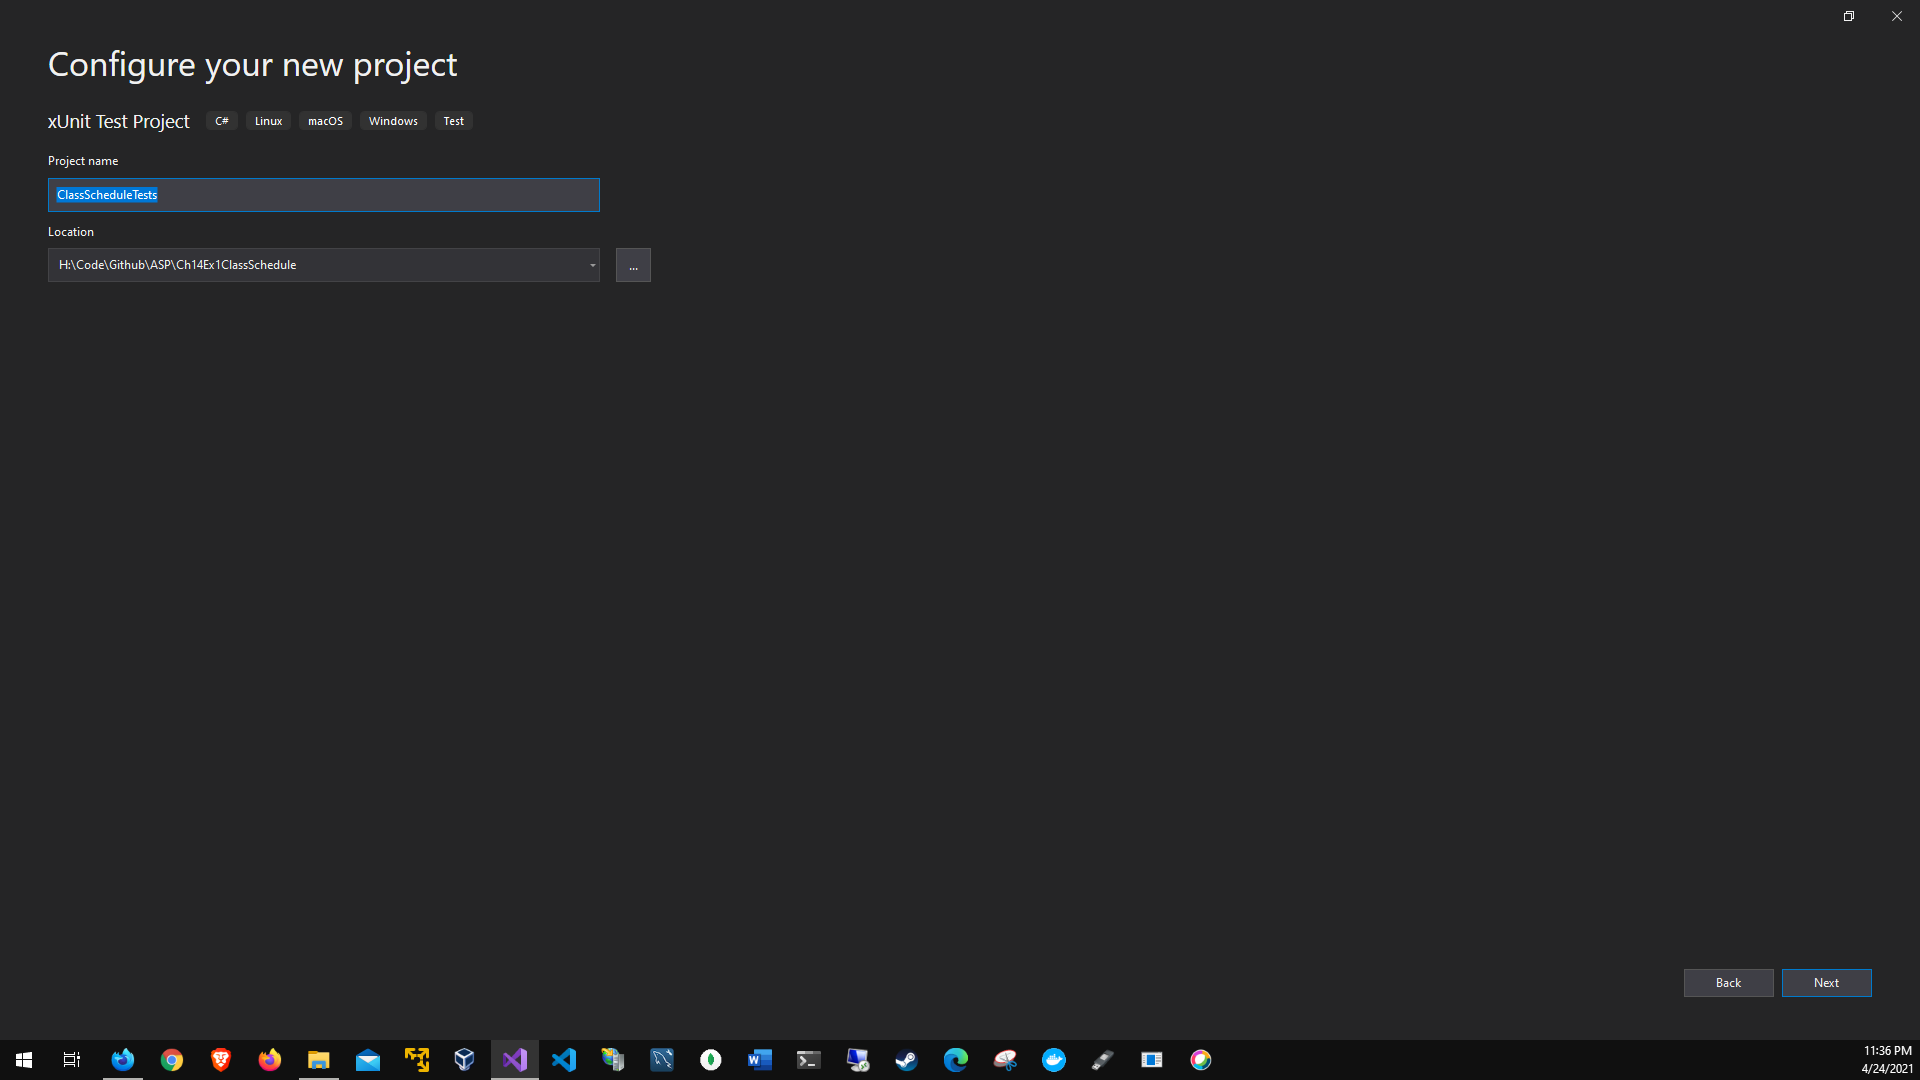 Configure your new project
xUnit Test Project C# Linux macOS Windows Test
Project name
ClassScheduleTests
Location
H:\Code\Github\ASP\Ch14Ex1ClassSchedule
...
Back Next
11:36 PM
4/24/2021